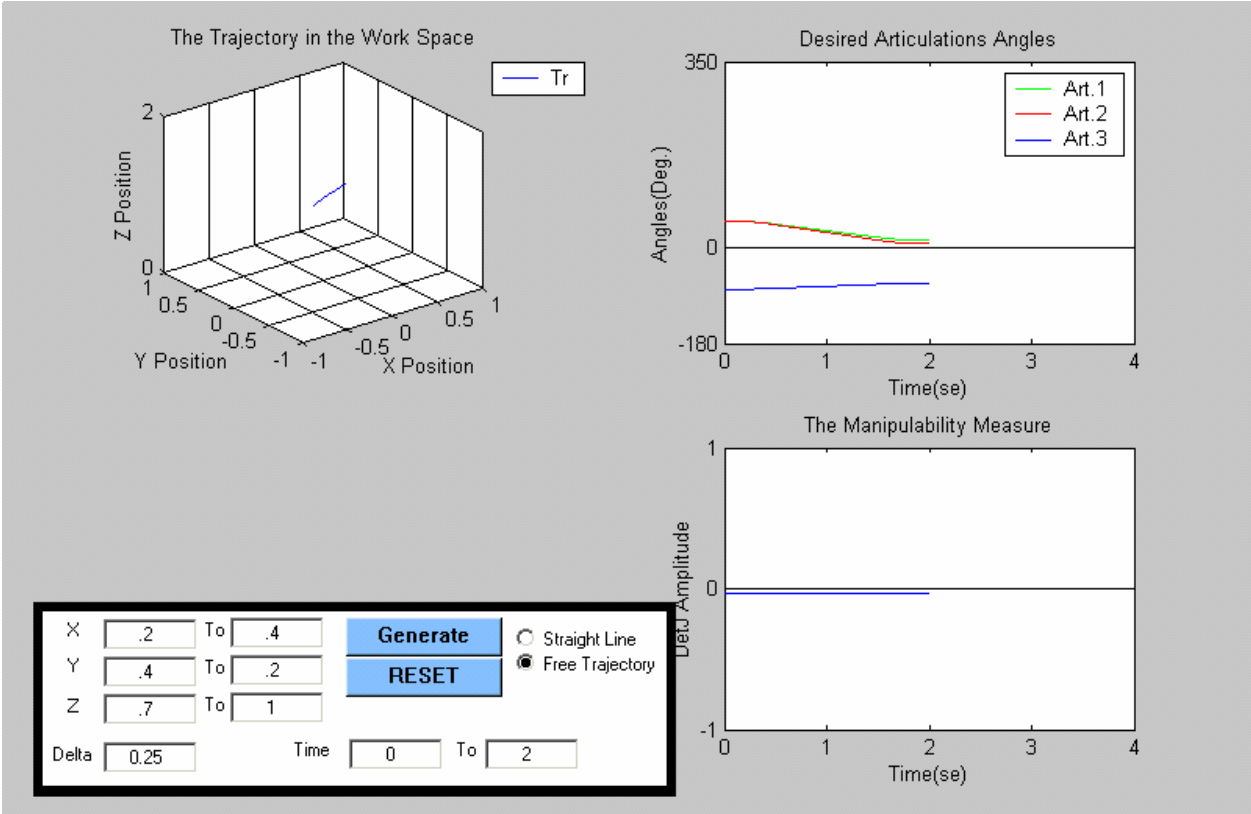 The Trajectory in the Work Space
Tr
2
0
Z Position
1
0.5
0
-0.5
-1
Y Position
-1
-0.5
0
0.5
1
X Position
Desired Articulations Angles
350
0
-180
Angles(Deg.)
Art.1
Art.2
Art.3
0 1 2 3 4
Time(se)
The Manipulability Measure
1
0
-1
DetJ Amplitude
0 1 2 3 4
Time(se)
X .2 To .4
Y .4 To .2
Z .7 To 1
Generate
RESET
Straight Line
Free Trajectory
Delta 0.25 Time 0 To 2